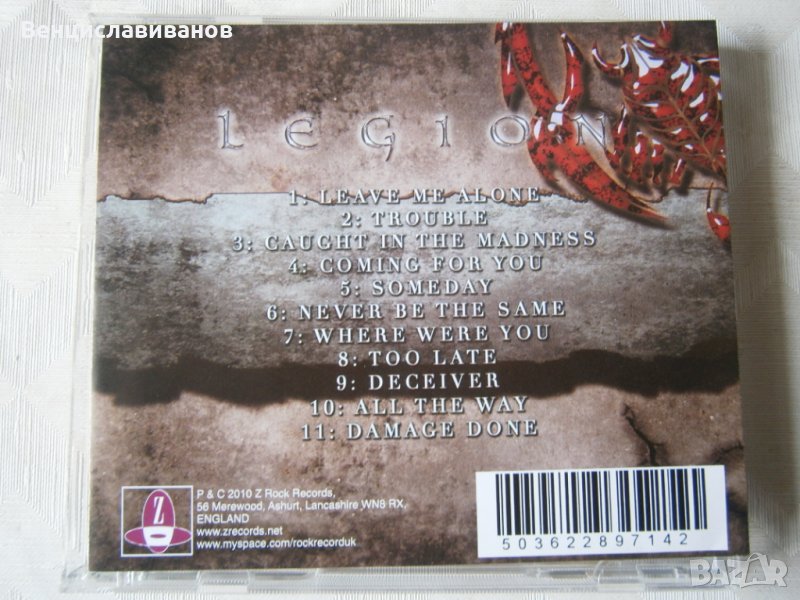 Венциславиванов
LEGION
1: LEAVE ME ALONE
2: TROUBLE
3: CAUGHT IN THE MADNESS
4: COMING FOR YOU
5: SOMEDAY
6: NEVER BE THE SAME
7: WHERE WERE YOU
8: TOO LATE
9: DECEIVER
10: ALL THE WAY
11: DAMAGE DONE
Z
P & C 2010 Z Rock Records,
56 Merewood, Ashurt, Lancashire WN8 RX,
ENGLAND
www.zrecords.net
www.myspace.com/rockrecorduk
503622897142
BAZAR